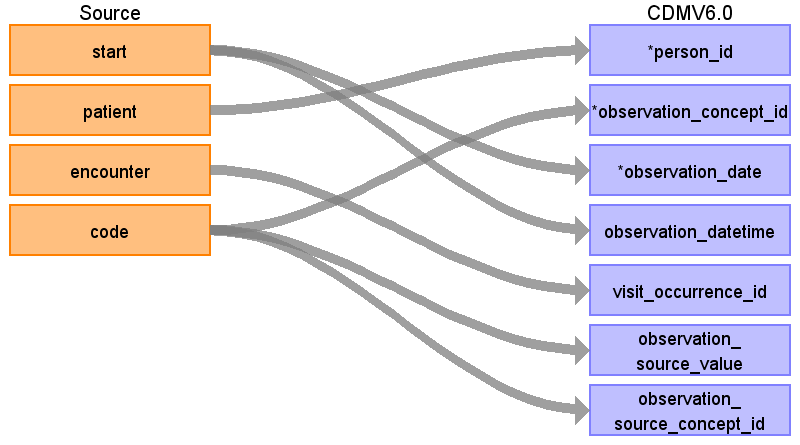 Source
CDMV6.0
start
*person_id
patient
*observation_concept_id
encounter
*observation_date
code
observation_datetime
visit_occurrence_id
observation_
source_value
observation_
source_concept_id